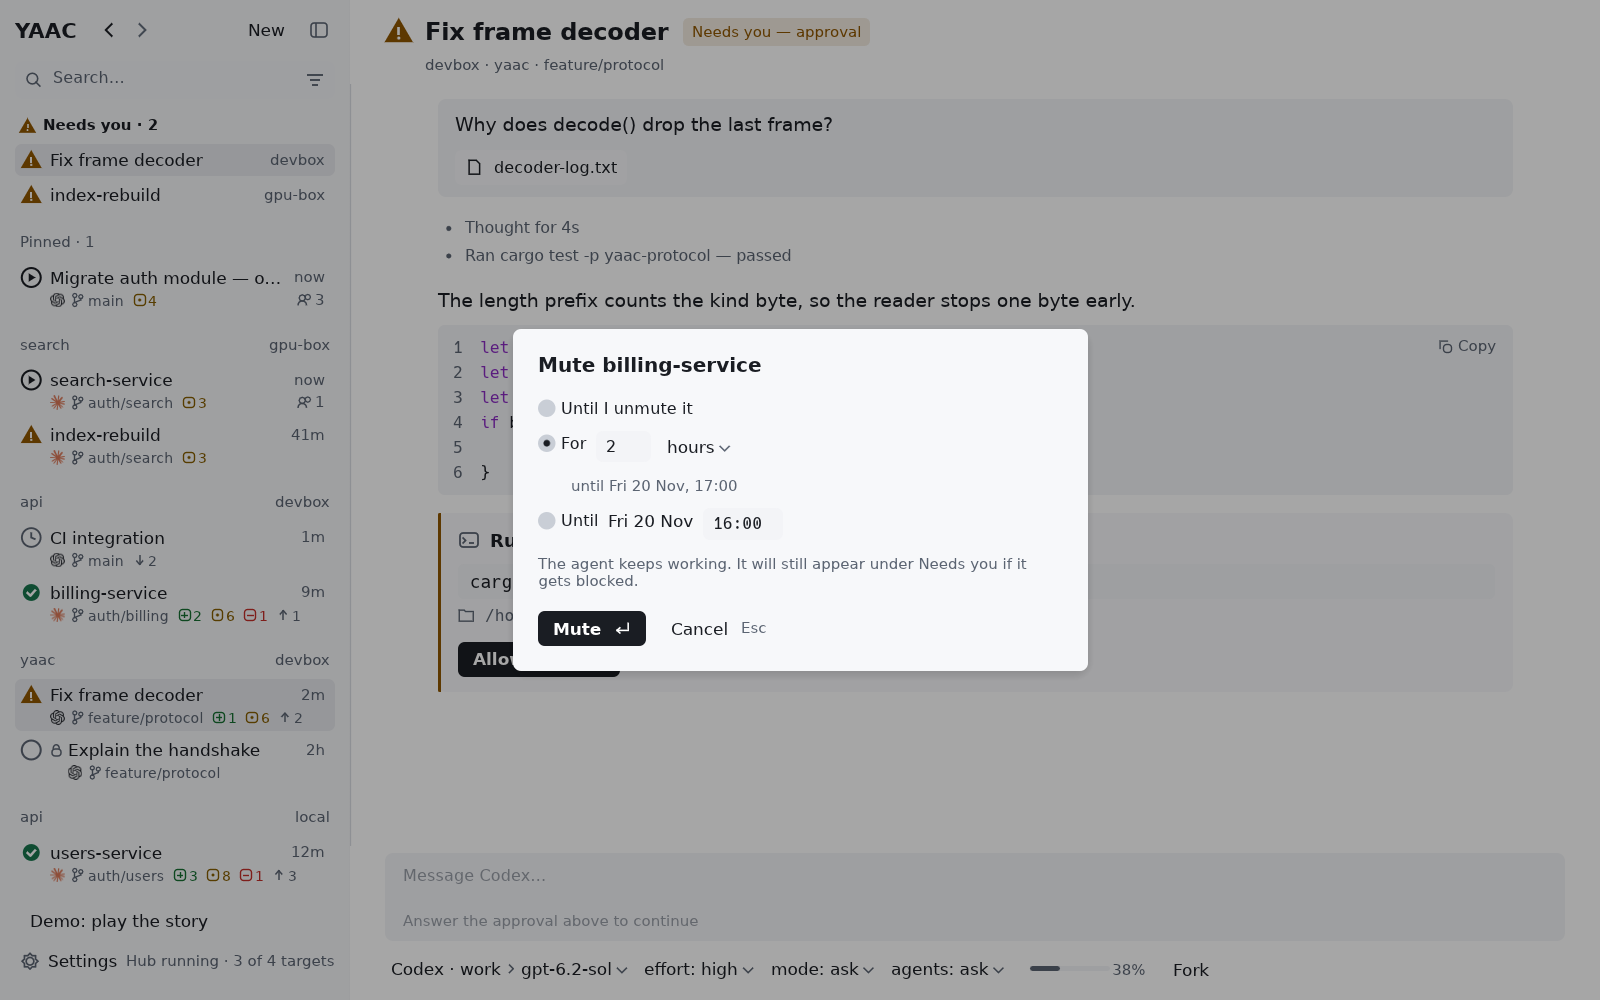 YAAC
New
Search...
Needs you · 2
Fix frame decoder devbox
index-rebuild gpu-box
Pinned · 1
Migrate auth module — o... now
main 4 3
search gpu-box
search-service now
auth/search 3 1
index-rebuild 41m
auth/search 3
api devbox
CI integration 1m
main 2
billing-service 9m
auth/billing 2 6 1 1
yaac devbox
Fix frame decoder 2m
feature/protocol 1 6 2
Explain the handshake 2h
feature/protocol
api local
users-service 12m
auth/users 3 8 1 3
Demo: play the story
Settings Hub running · 3 of 4 targets
Fix frame decoder Needs you — approval
devbox · yaac · feature/protocol
Why does decode() drop the last frame?
decoder-log.txt
Thought for 4s
Ran cargo test -p yaac-protocol — passed
The length prefix counts the kind byte, so the reader stops one byte early.
Copy
1 let
2 let
3 let
4 if
5
6 }
Mute billing-service
Until I unmute it
For 2 hours
until Fri 20 Nov, 17:00
Until Fri 20 Nov 16:00
The agent keeps working. It will still appear under Needs you if it
gets blocked.
Mute Cancel Esc
Message Codex...
Answer the approval above to continue
Codex · work gpt-6.2-sol effort: high mode: ask agents: ask 38% Fork